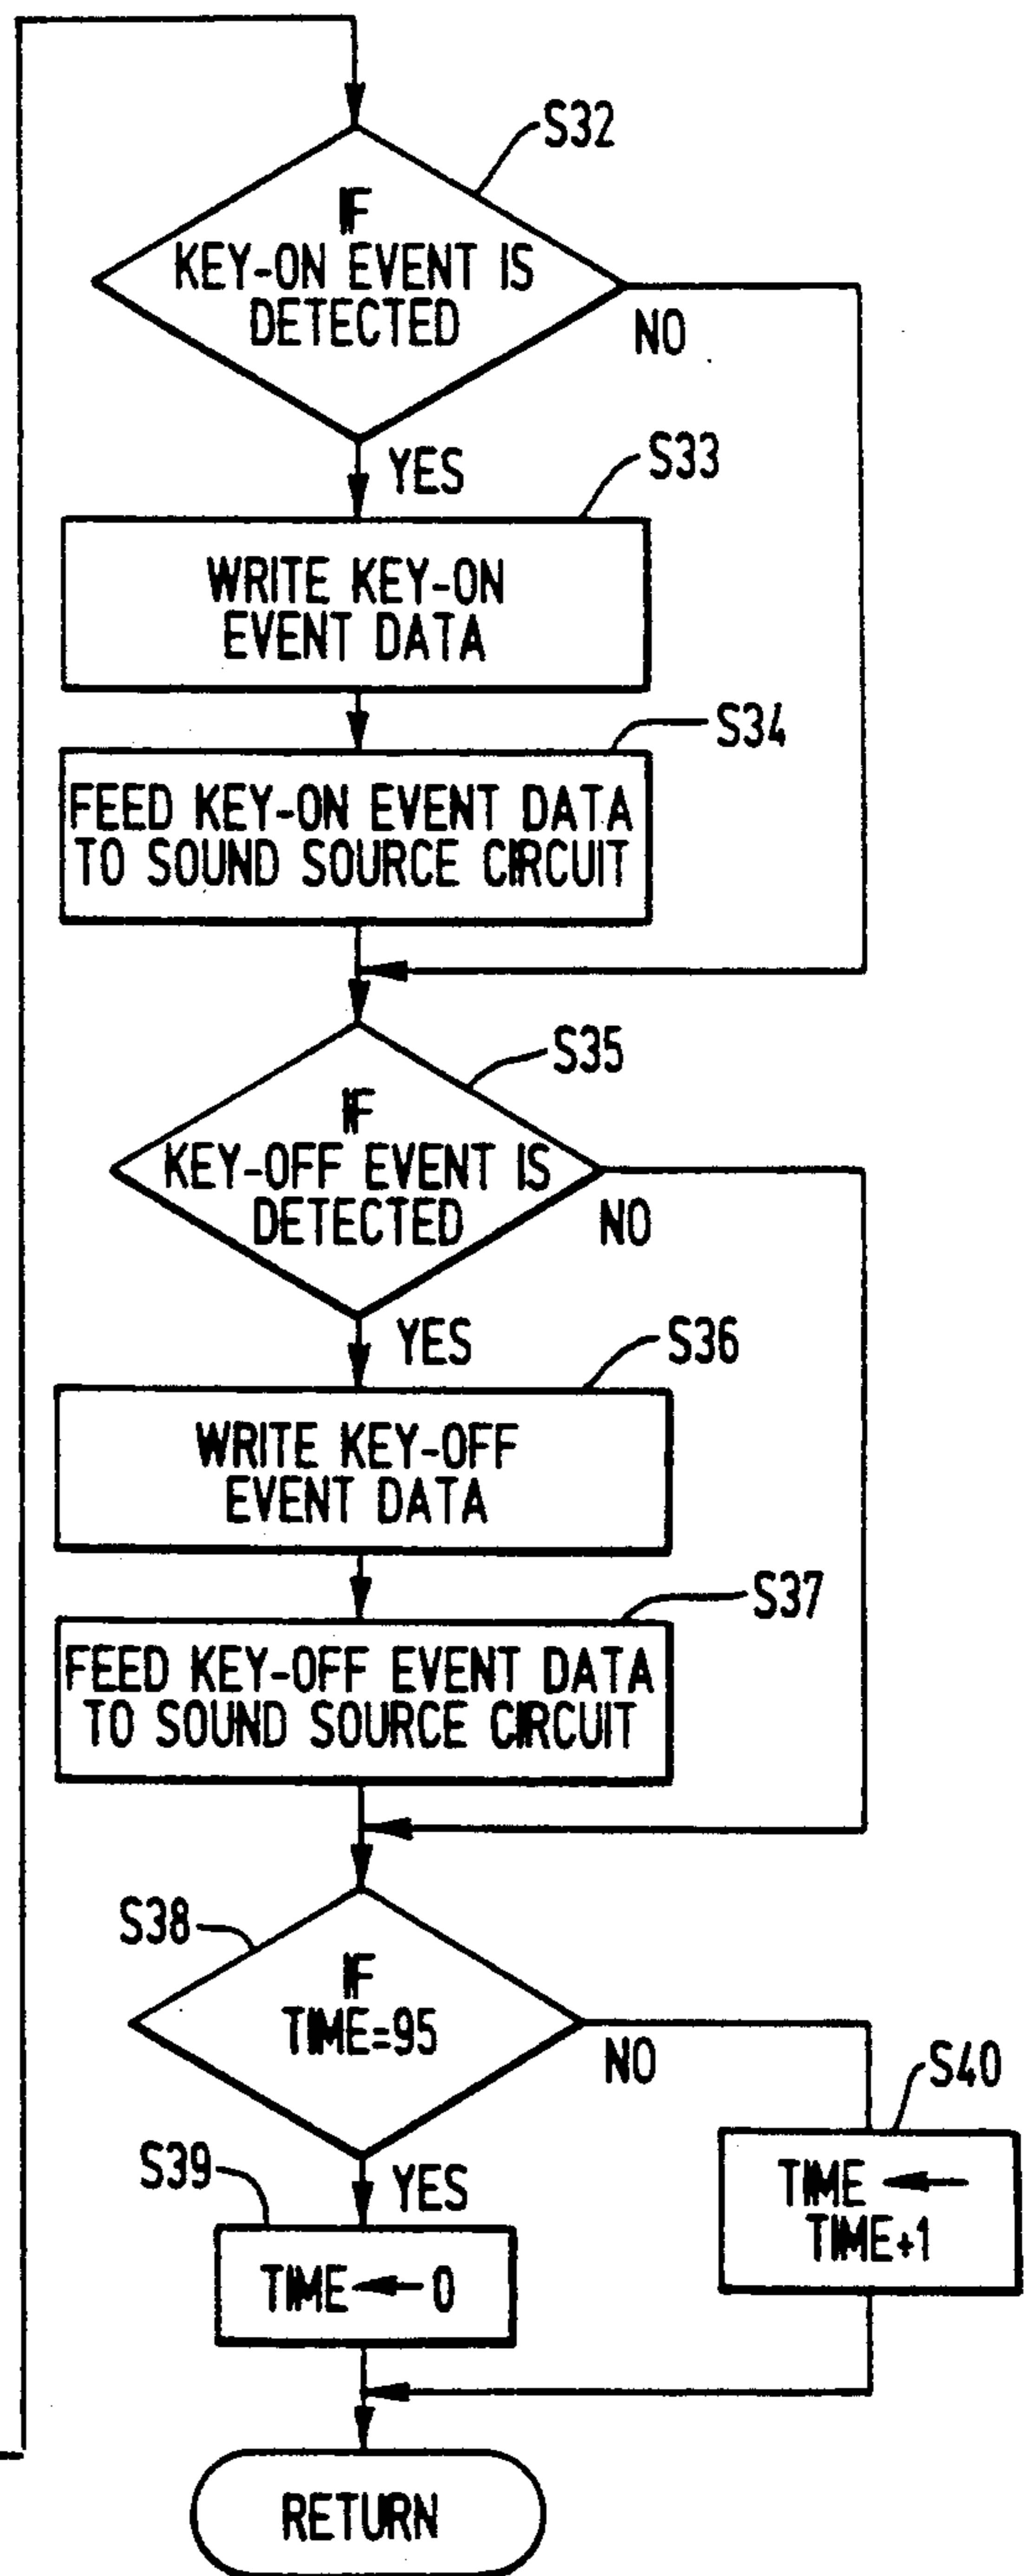 S32
IF
KEY-ON EVENT IS
DETECTED
NO
YES
S33
WRITE KEY-ON
EVENT DATA
S34
FEED KEY-ON EVENT DATA
TO SOUND SOURCE CIRCUIT
S35
IF
KEY-OFF EVENT IS
DETECTED
NO
YES
S36
WRITE KEY-OFF
EVENT DATA
S37
FEED KEY-OFF EVENT DATA
TO SOUND SOURCE CIRCUIT
S38
IF
TIME=95
NO
S40
TIME ←
TIME+1
S39
YES
TIME ← 0
RETURN